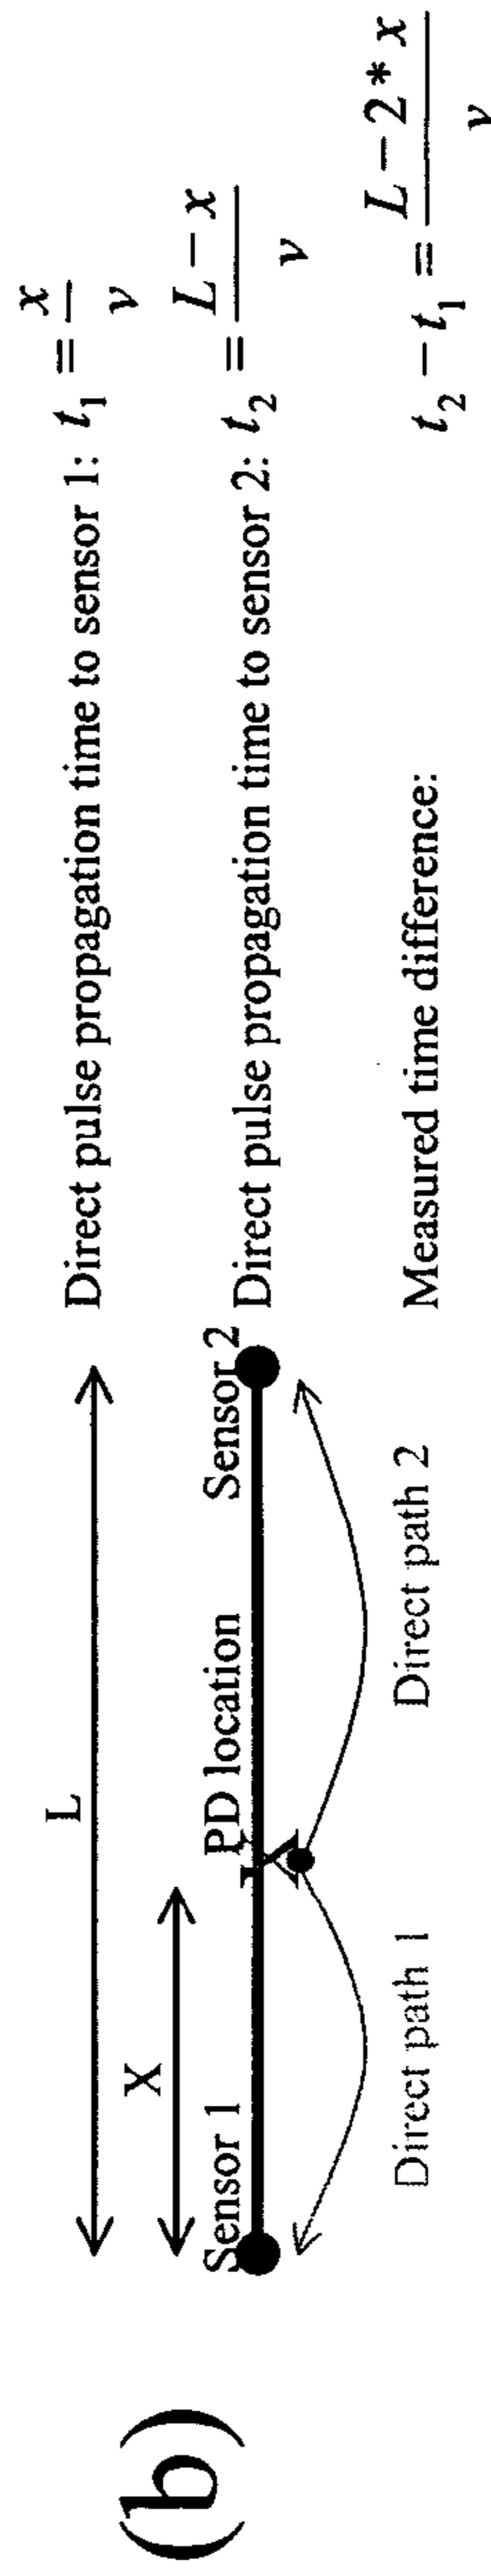 (b)
L
X
Sensor 1
PD location
Sensor 2
Direct path 1
Direct path 2
Direct pulse propagation time to sensor 1: t₁ = x/v
Direct pulse propagation time to sensor 2: t₂ = (L − x)/v
Measured time difference: t₂ − t₁ = (L − 2 * x)/v